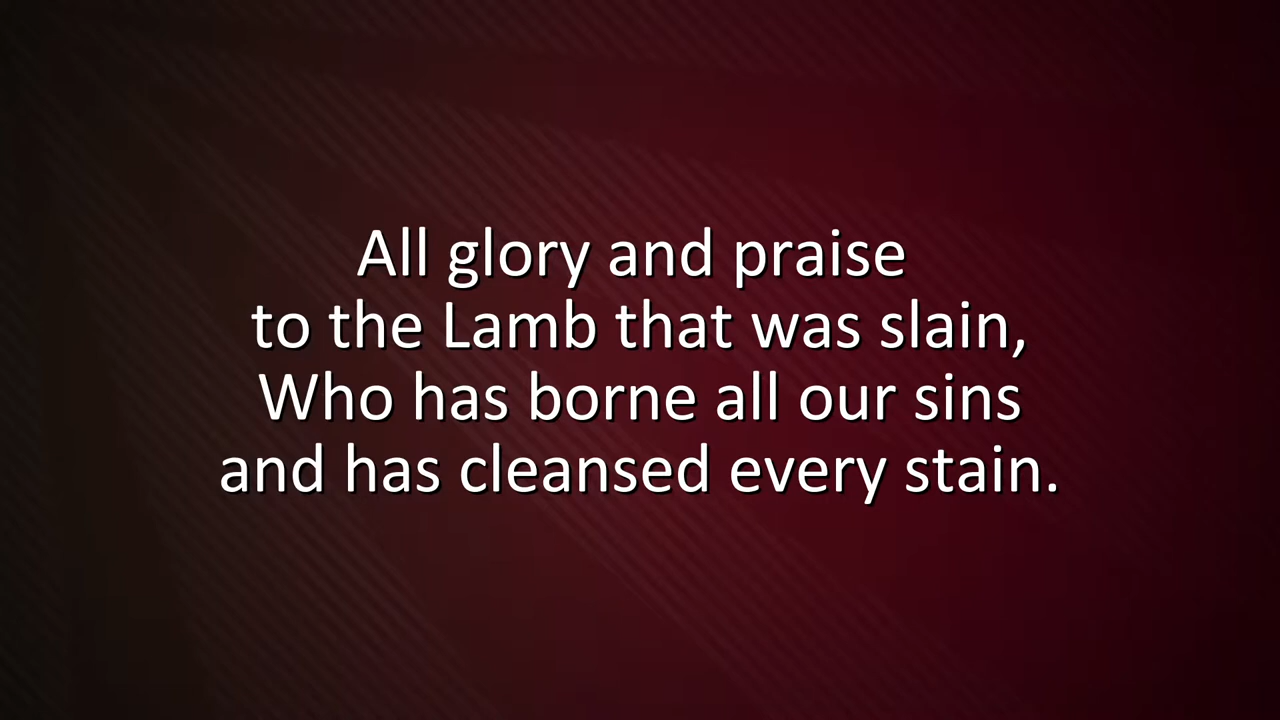 All glory and praise
to the Lamb that was slain,
Who has borne all our sins
and has cleansed every stain.